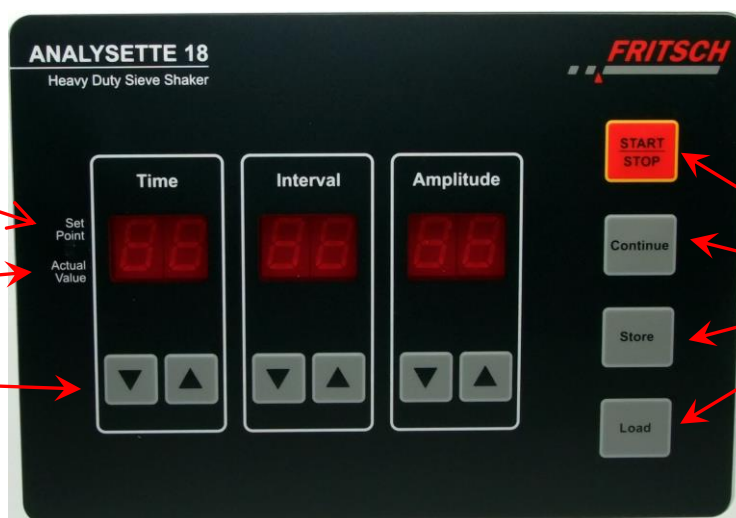 ANALYSETTE 18
Heavy Duty Sieve Shaker
FRITSCH
Time
Interval
Amplitude
Set
Point
Actual
Value
START
STOP
Continue
Store
Load